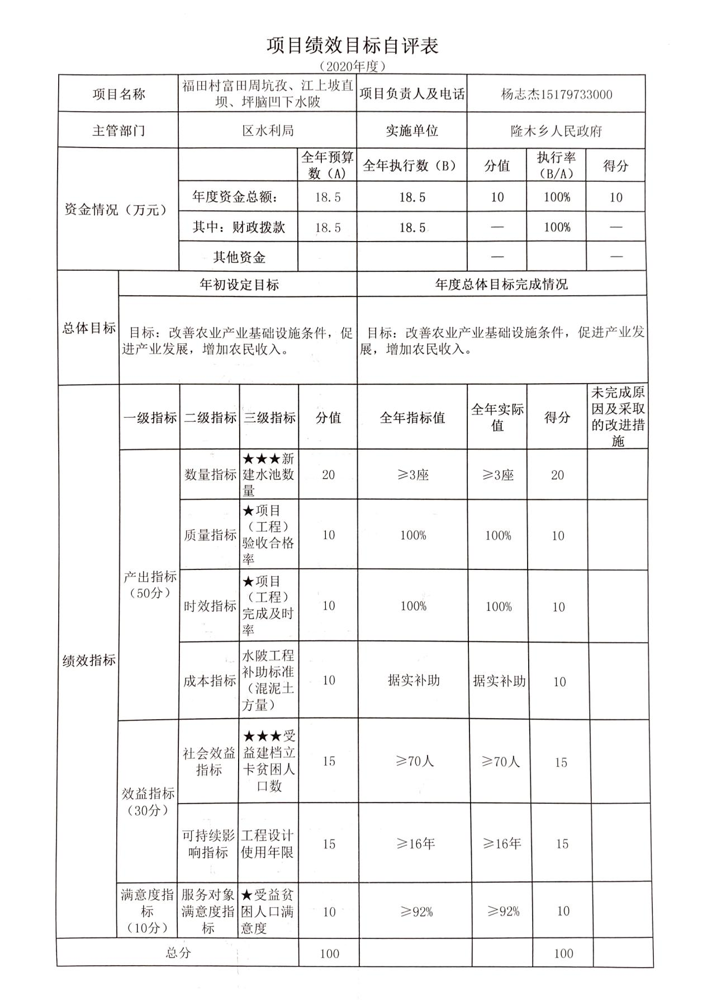 项目绩效目标自评表
（2020年度）
项目名称
福田村富田周坑孜、江上坡直
坝、坪脑凹下水陂
项目负责人及电话
杨志杰15179733000
主管部门
区水利局
实施单位
隆木乡人民政府
资金情况（万元）
全年预算
数（A）
全年执行数（B）
分值
执行率
（B/A）
得分
年度资金总额：
18.5
18.5
10
100%
10
其中：财政拨款
18.5
18.5
—
100%
—
其他资金
—
—
总体目标
年初设定目标
年度总体目标完成情况
目标：改善农业产业基础设施条件，促
进产业发展，增加农民收入。
目标：改善农业产业基础设施条件，促进产业发
展，增加农民收入。
绩效指标
一级指标
二级指标
三级指标
分值
全年指标值
全年实际
值
得分
未完成原
因及采取
的改进措
施
产出指标
（50分）
数量指标
★★★新
建水池数
量
20
≥3座
≥3座
20
质量指标
★项目
（工程）
验收合格
率
10
100%
100%
10
时效指标
★项目
（工程）
完成及时
率
10
100%
100%
10
成本指标
水陂工程
补助标准
（混泥土
方量）
10
据实补助
据实补助
10
效益指标
（30分）
社会效益
指标
★★★受
益建档立
卡贫困人
口数
15
≥70人
≥70人
15
可持续影
响指标
工程设计
使用年限
15
≥16年
≥16年
15
满意度指
标
（10分）
服务对象
满意度指
标
★受益贫
困人口满
意度
10
≥92%
≥92%
10
总分
100
100